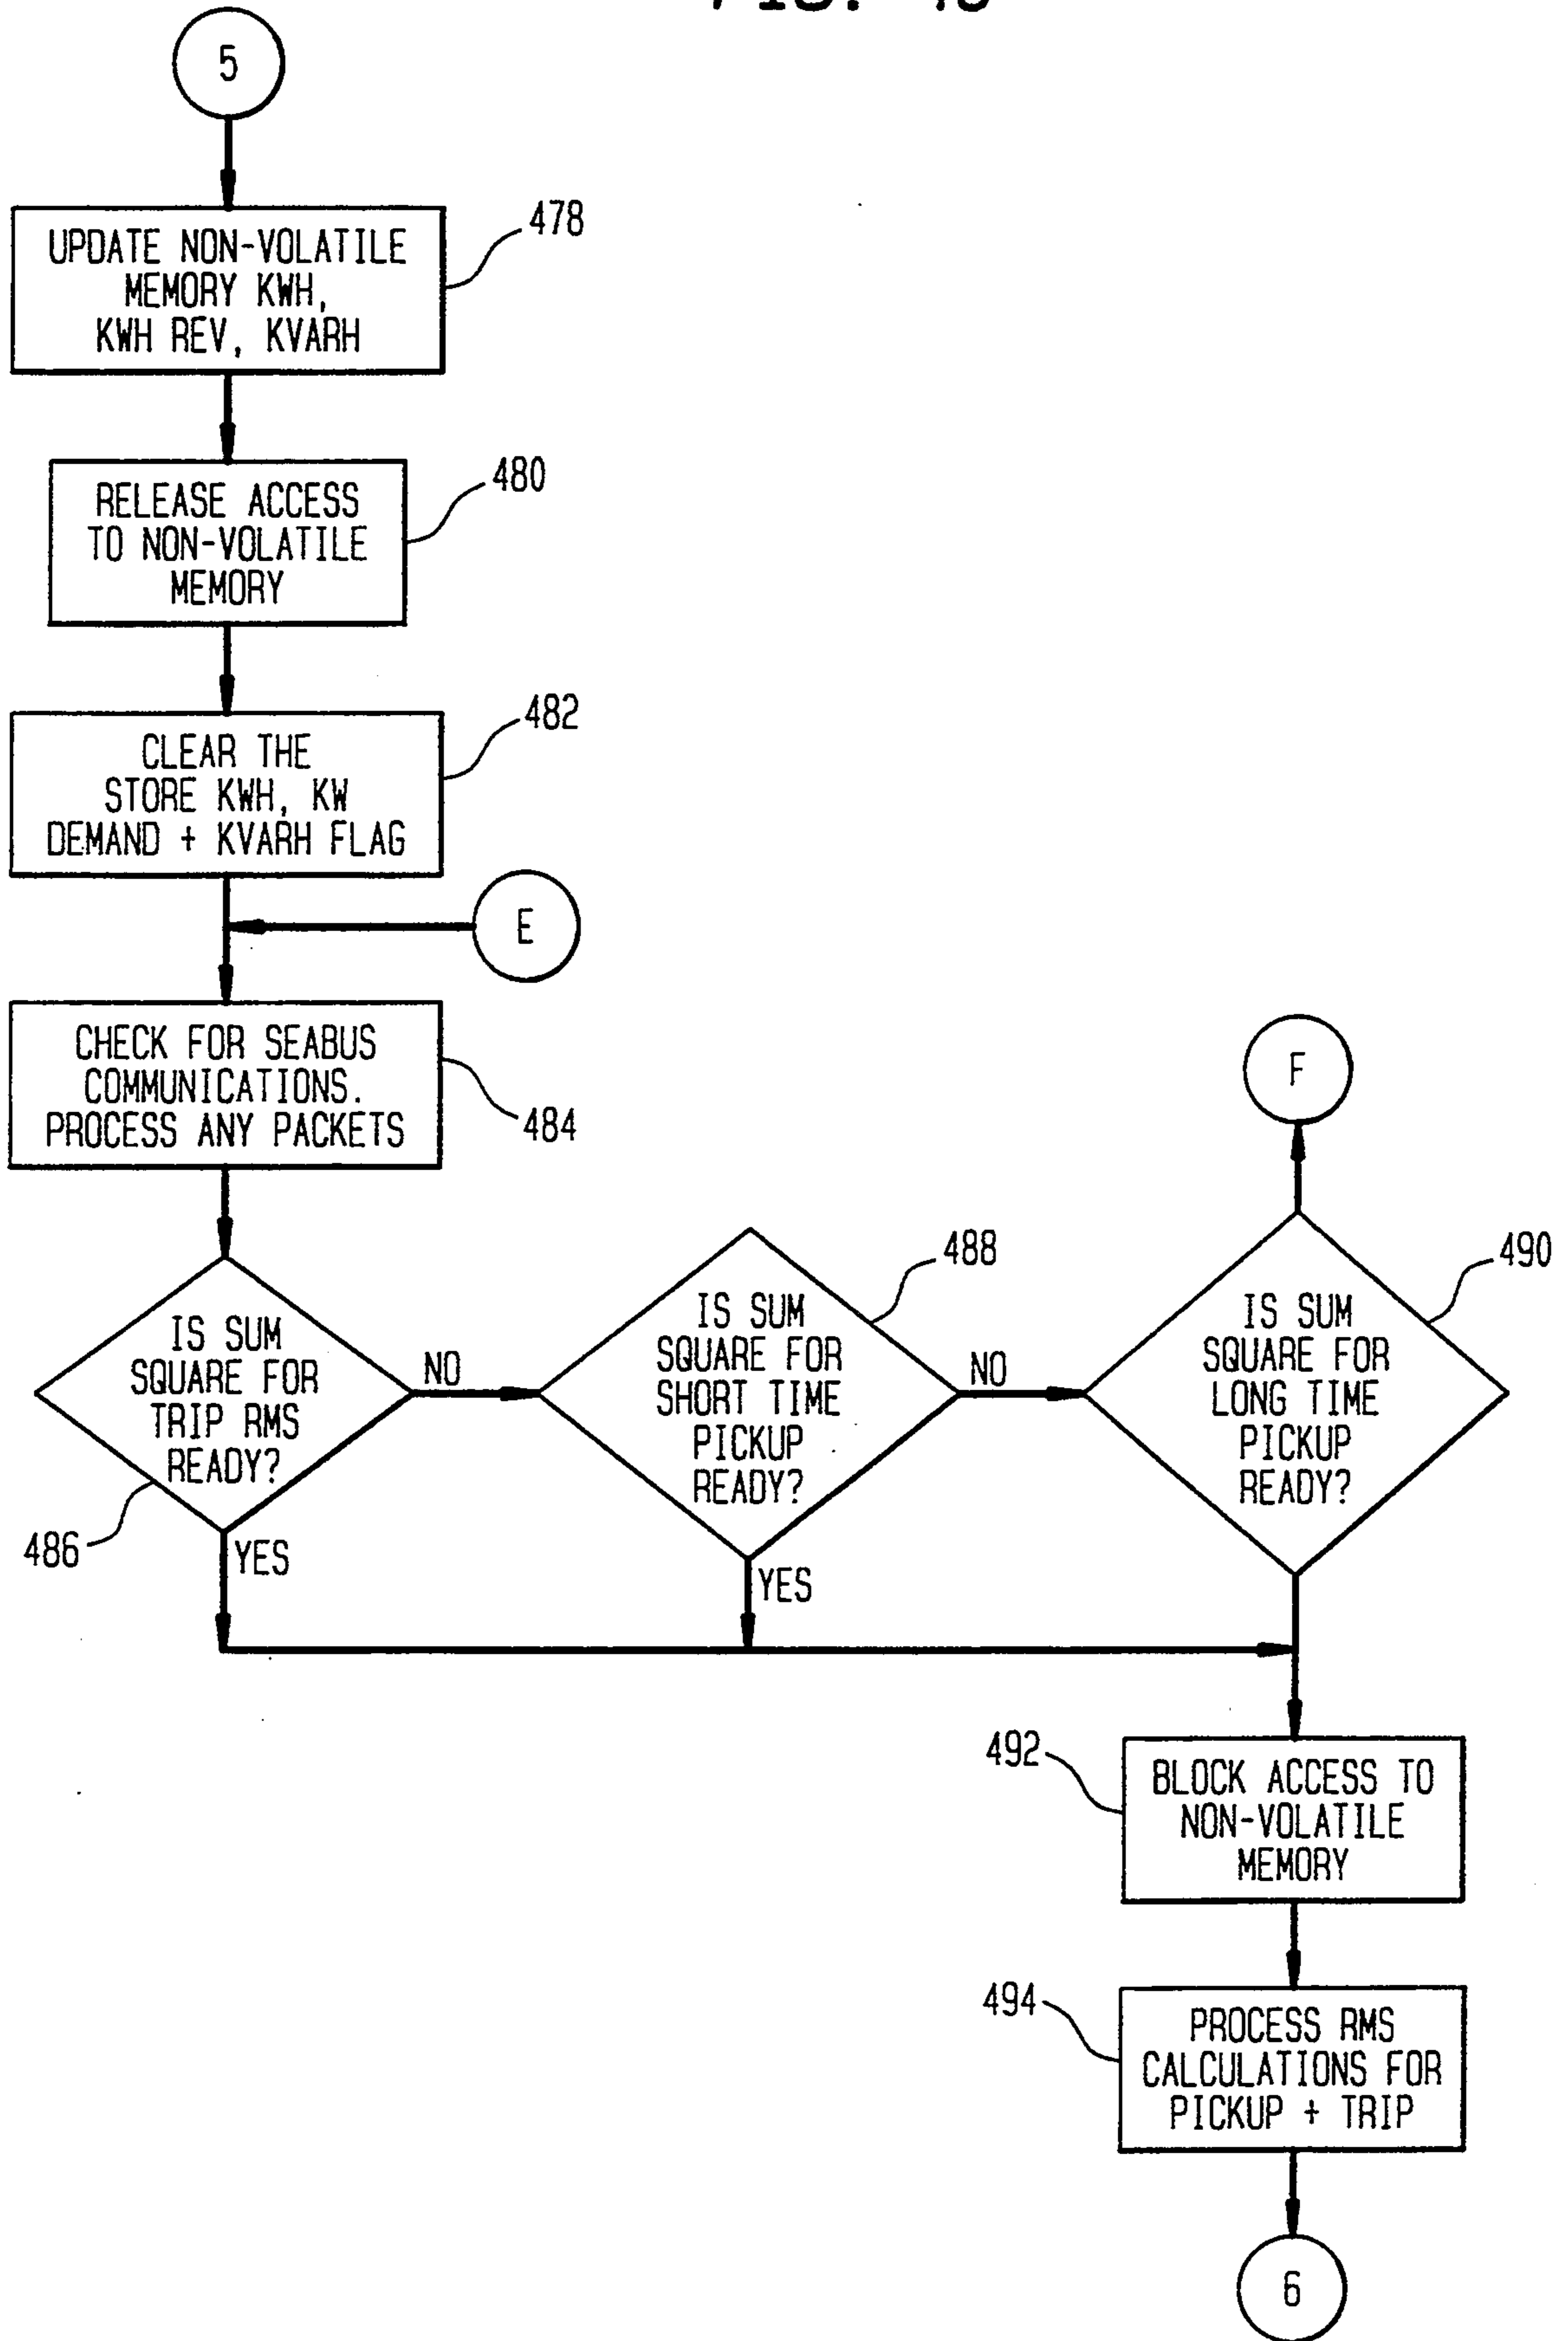 5
UPDATE NON-VOLATILE
MEMORY KWH,
KWH REV, KVARH
478
RELEASE ACCESS
TO NON-VOLATILE
MEMORY
480
CLEAR THE
STORE KWH, KW
DEMAND + KVARH FLAG
482
E
CHECK FOR SEABUS
COMMUNICATIONS.
PROCESS ANY PACKETS
484
F
IS SUM
SQUARE FOR
TRIP RMS
READY?
486
NO
YES
IS SUM
SQUARE FOR
SHORT TIME
PICKUP
READY?
488
NO
YES
IS SUM
SQUARE FOR
LONG TIME
PICKUP
READY?
490
492
BLOCK ACCESS TO
NON-VOLATILE
MEMORY
494
PROCESS RMS
CALCULATIONS FOR
PICKUP + TRIP
6